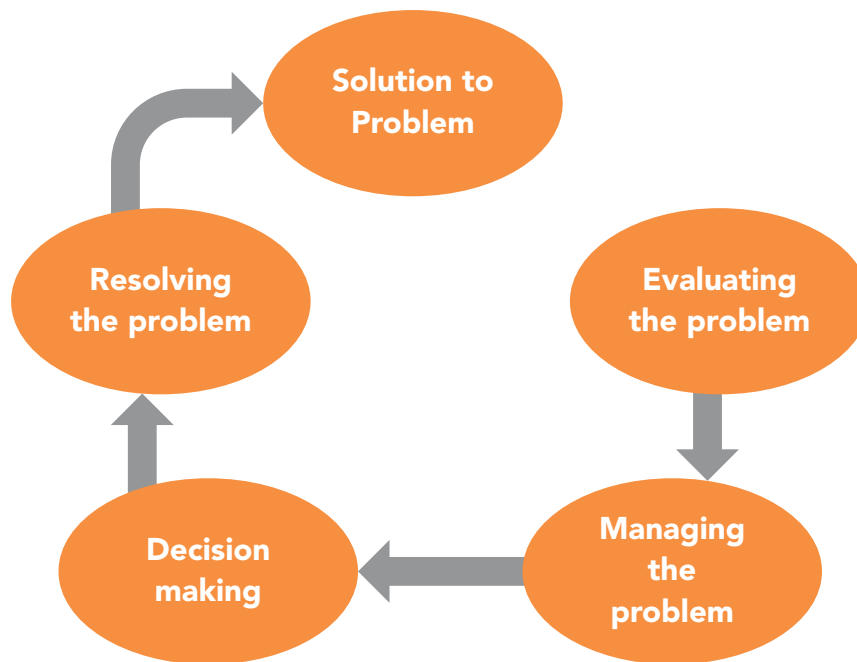 Solution to
Problem
Resolving
the problem
Evaluating
the problem
Decision
making
Managing
the
problem